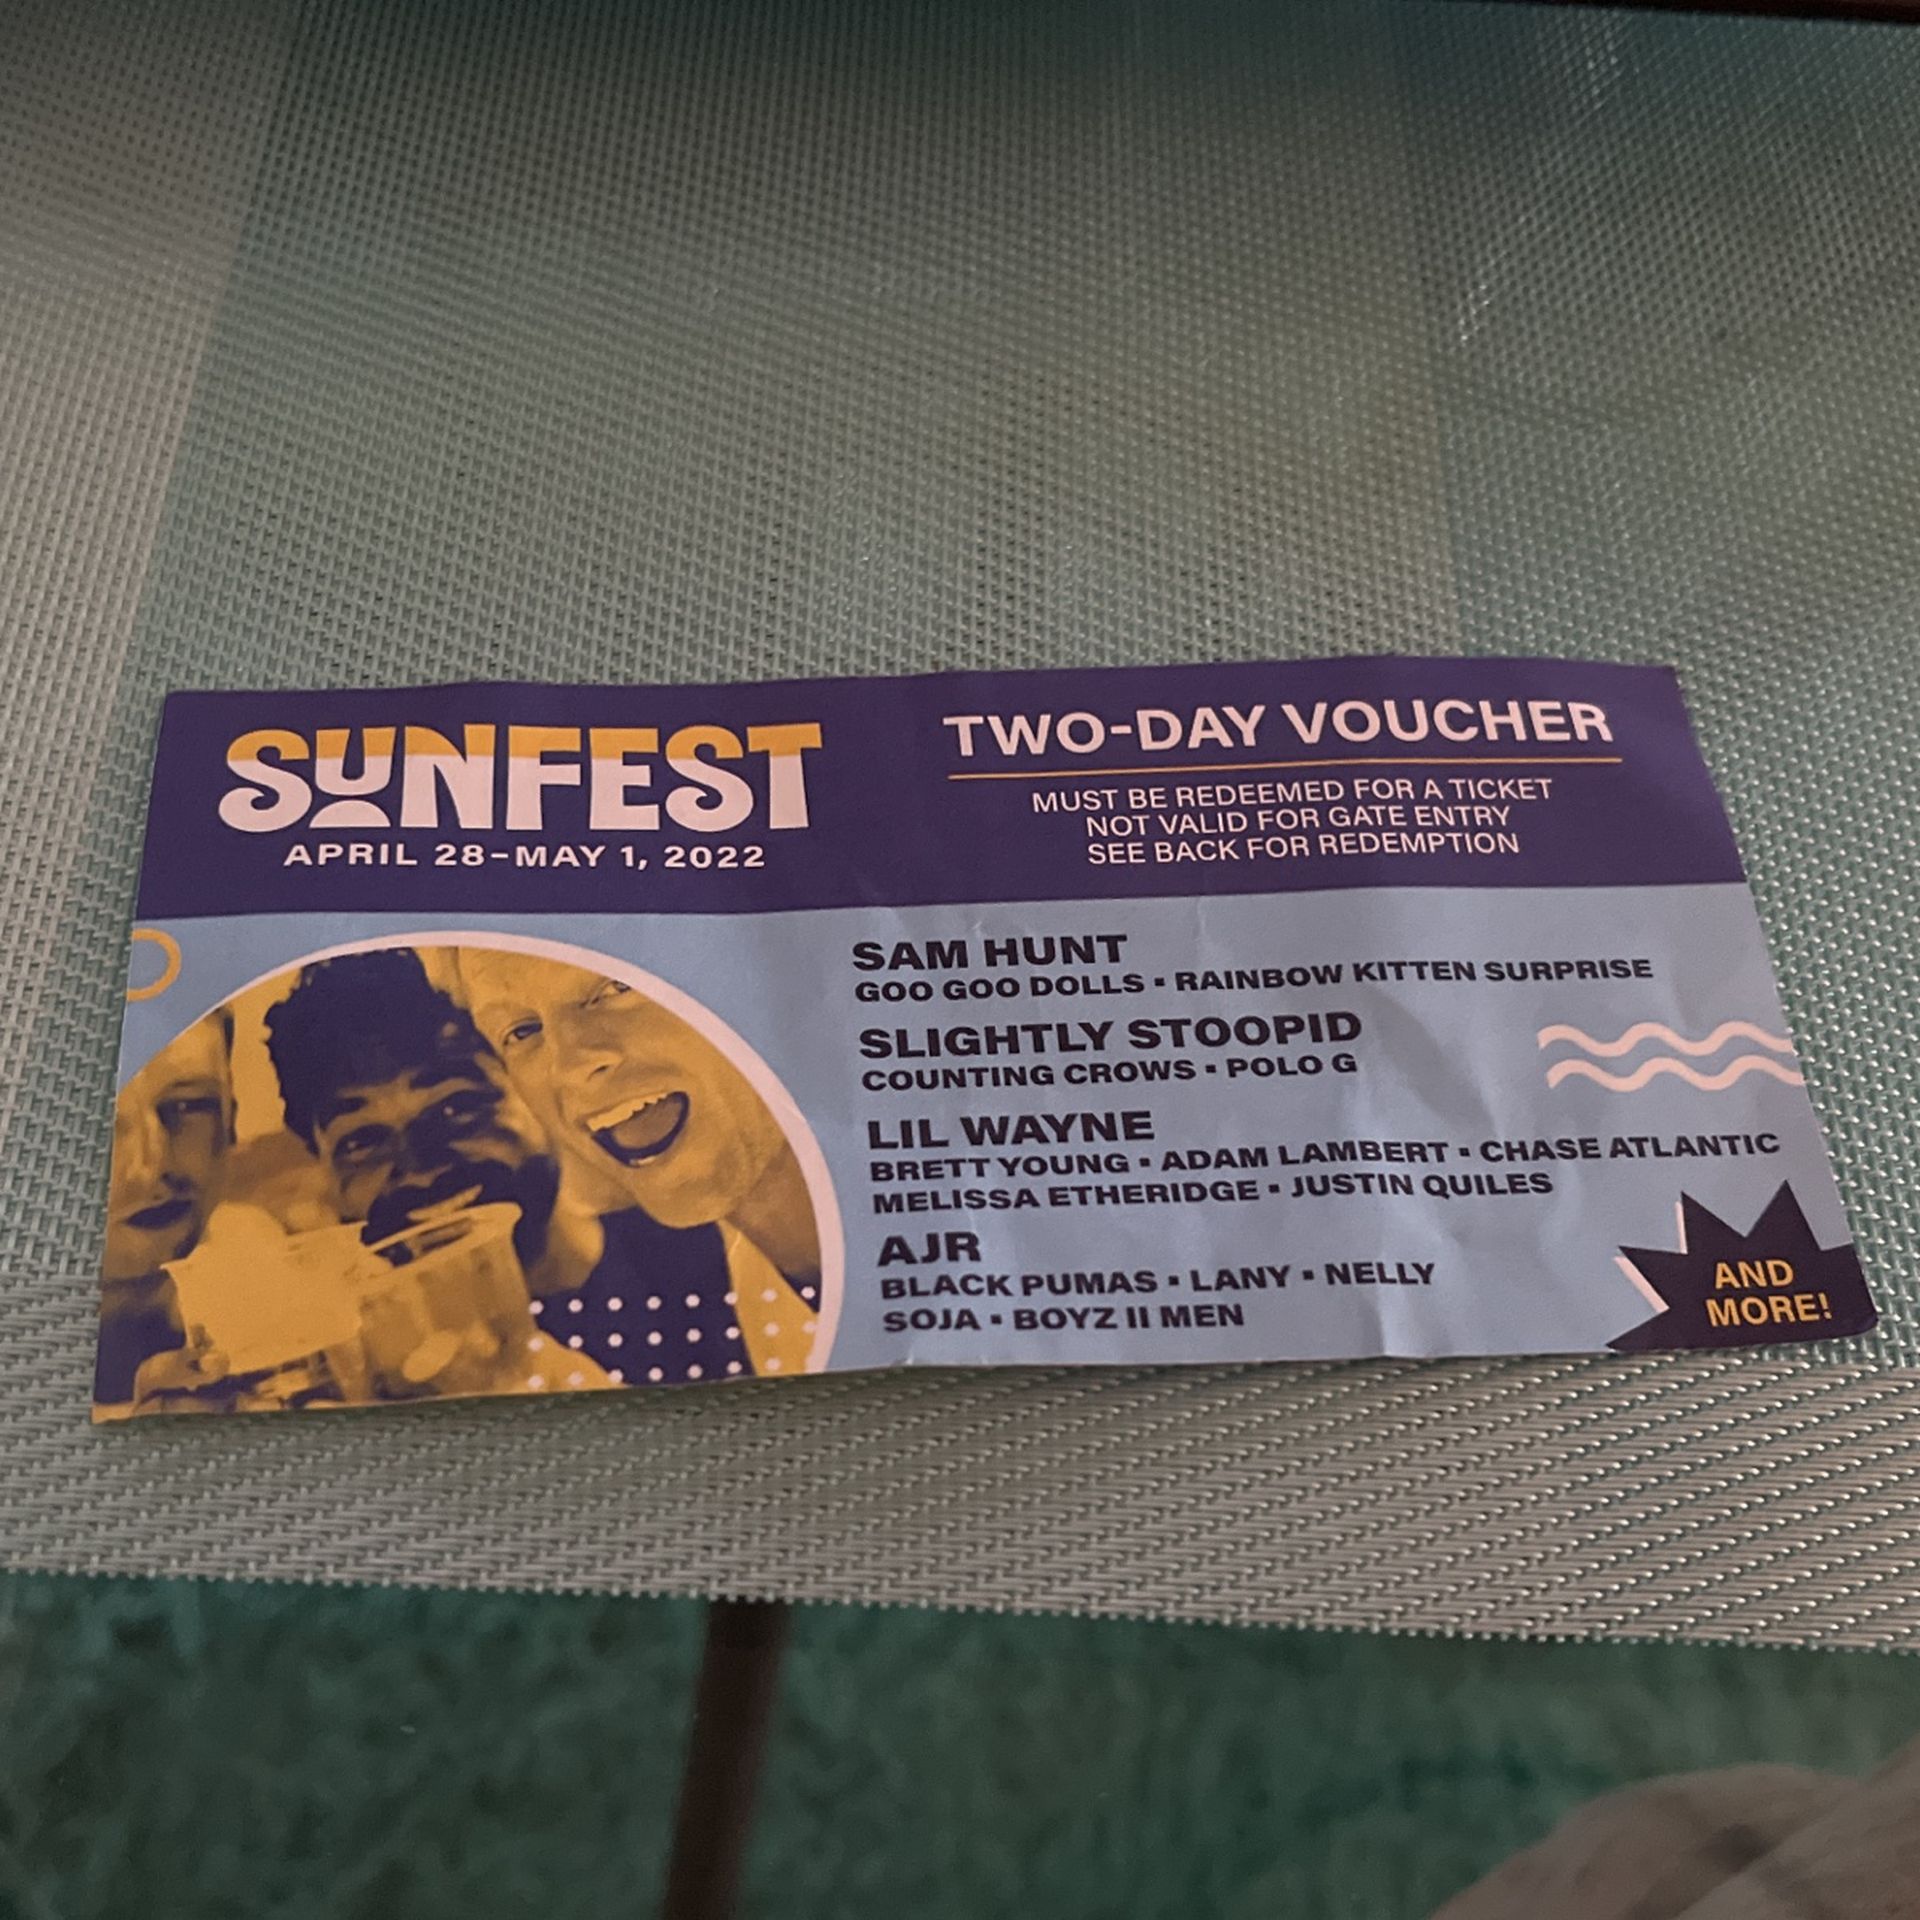 SUNFEST
APRIL 28-MAY 1, 2022
TWO-DAY VOUCHER
MUST BE REDEEMED FOR A TICKET
NOT VALID FOR GATE ENTRY
SEE BACK FOR REDEMPTION
SAM HUNT
GOO GOO DOLLS ▪ RAINBOW KITTEN SURPRISE
SLIGHTLY STOOPID
COUNTING CROWS ▪ POLO G
LIL WAYNE
BRETT YOUNG ▪ ADAM LAMBERT ▪ CHASE ATLANTIC
MELISSA ETHERIDGE ▪ JUSTIN QUILES
AJR
BLACK PUMAS ▪ LANY ▪ NELLY
SOJA ▪ BOYZ II MEN
AND
MORE!